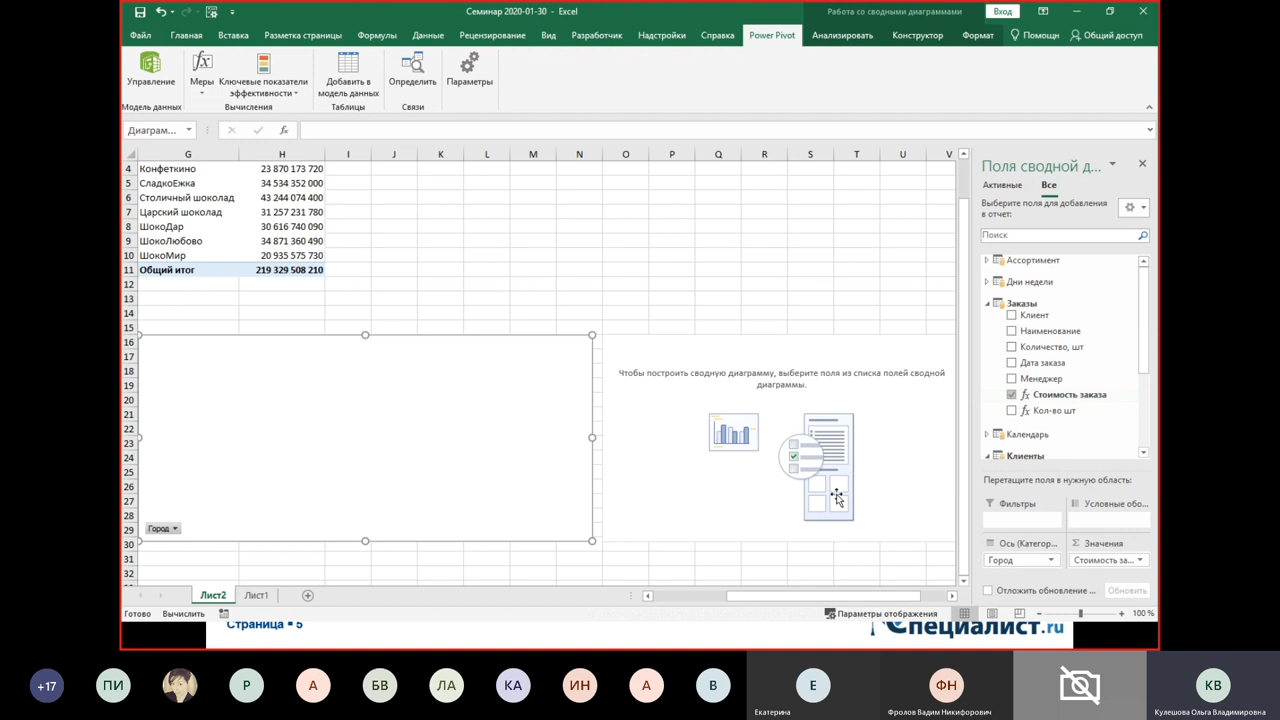 Семинар 2020-01-30 - Excel
Работа со сводными диаграммами
Вход
Файл Главная Вставка Разметка страницы Формулы Данные Рецензирование Вид Разработчик Надстройки Справка Power Pivot Анализировать Конструктор Формат Помощн Общий доступ
Управление
Меры
Ключевые показатели
эффективности
Добавить в
модель данных
Определить
Параметры
Модель данных Вычисления Таблицы Связи
Диаграм... fx
G H I J K L M N O P Q R S T U V
4 Конфеткино 23 870 173 720
5 СладкоЕжка 34 534 352 000
6 Столичный шоколад 43 244 074 400
7 Царский шоколад 31 257 231 780
8 ШокоДар 30 616 740 090
9 ШокоЛюбово 34 871 360 490
10 ШокоМир 20 935 575 730
11 Общий итог 219 329 508 210
12
13
14
15
16
17
18
19
20
21
22
23
24
25
26
27
28
29
30
31
32
Город
Чтобы построить сводную диаграмму, выберите поля из списка полей сводной
диаграммы.
Поля сводной д...
Активные Все
Выберите поля для добавления
в отчет:
Поиск
Ассортимент
Дни недели
Заказы
Клиент
Наименование
Количество, шт
Дата заказа
Менеджер
fx Стоимость заказа
fx Кол-во шт
Календарь
Клиенты
Перетащите поля в нужную область:
Фильтры Условные обо...
Ось (Категор... Σ Значения
Город Стоимость за...
Отложить обновление ... Обновить
Лист2 Лист1
Готово Вычислить Параметры отображения 100 %
Страница ▪ 5
Специалист.ru
+17 ПИ Р А БВ ЛА КА ИН А В Е ФН КВ
Екатерина Фролов Вадим Никифорович Кулешова Ольга Владимировна